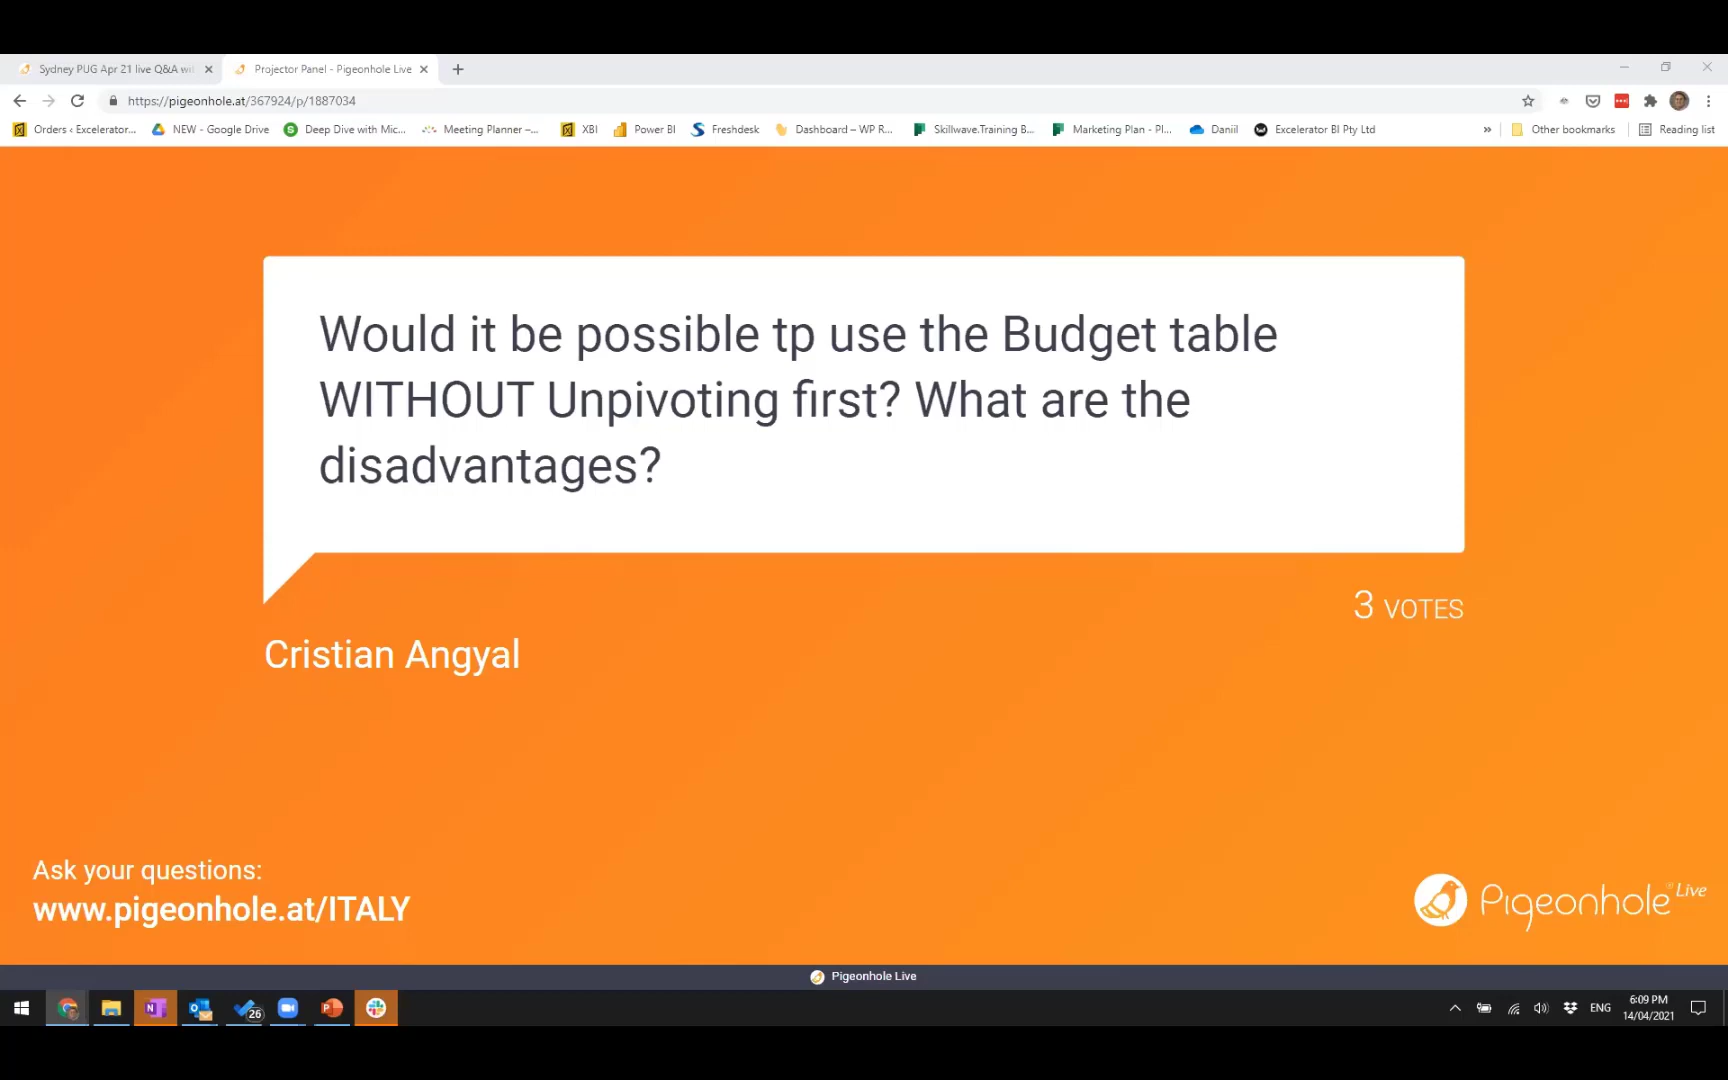 Sydney PUG Apr 21 live Q&A wi
Projector Panel - Pigeonhole Live
https://pigeonhole.at/367924/p/1887034
Orders ‹ Excelerator...
NEW - Google Drive
Deep Dive with Mic...
Meeting Planner –...
XBI
Power BI
Freshdesk
Dashboard – WP R...
Skillwave.Training B...
Marketing Plan - Pl...
Daniil
Excelerator BI Pty Ltd
»
Other bookmarks
Reading list
Would it be possible tp use the Budget table
WITHOUT Unpivoting first? What are the
disadvantages?
3 VOTES
Cristian Angyal
Ask your questions:
www.pigeonhole.at/ITALY
Pigeonhole Live
Pigeonhole Live
26
ENG
6:09 PM
14/04/2021